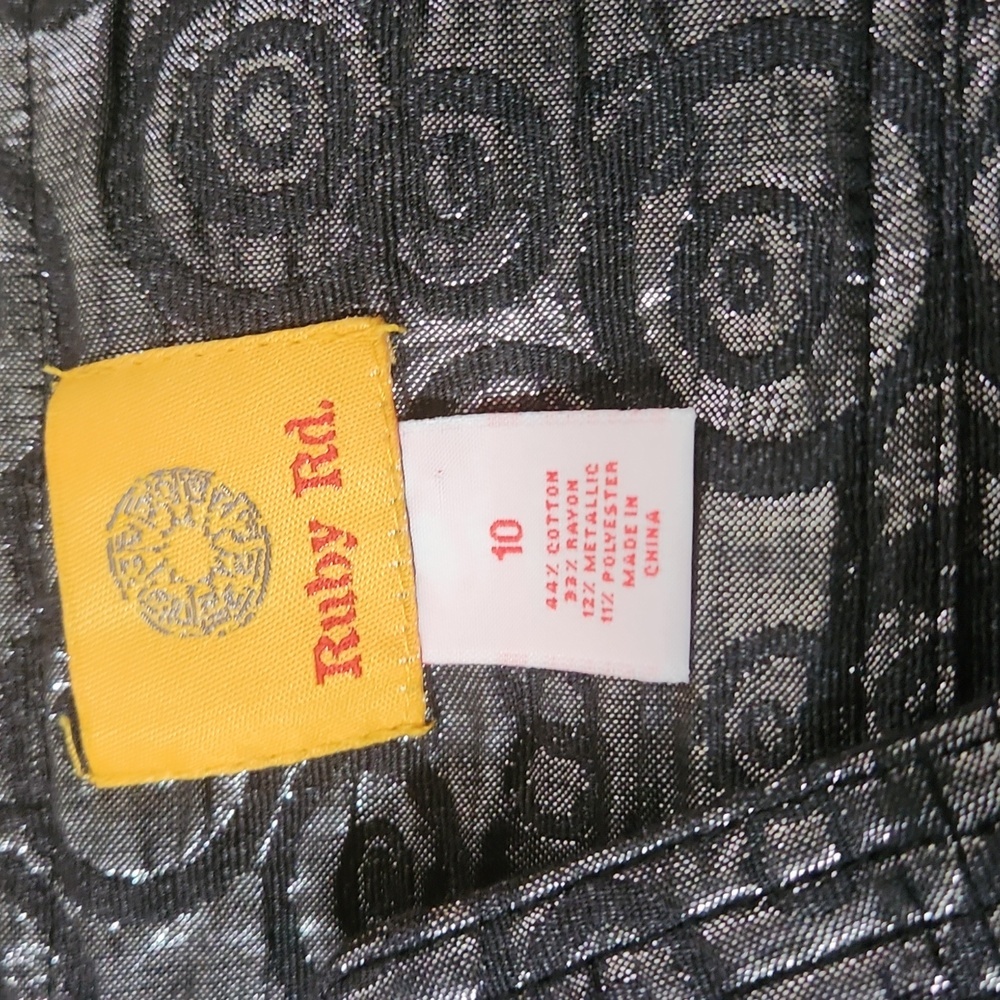 Ruby Rd.
10
44% COTTON
33% RAYON
12% METALLIC
11% POLYESTER
MADE IN
CHINA